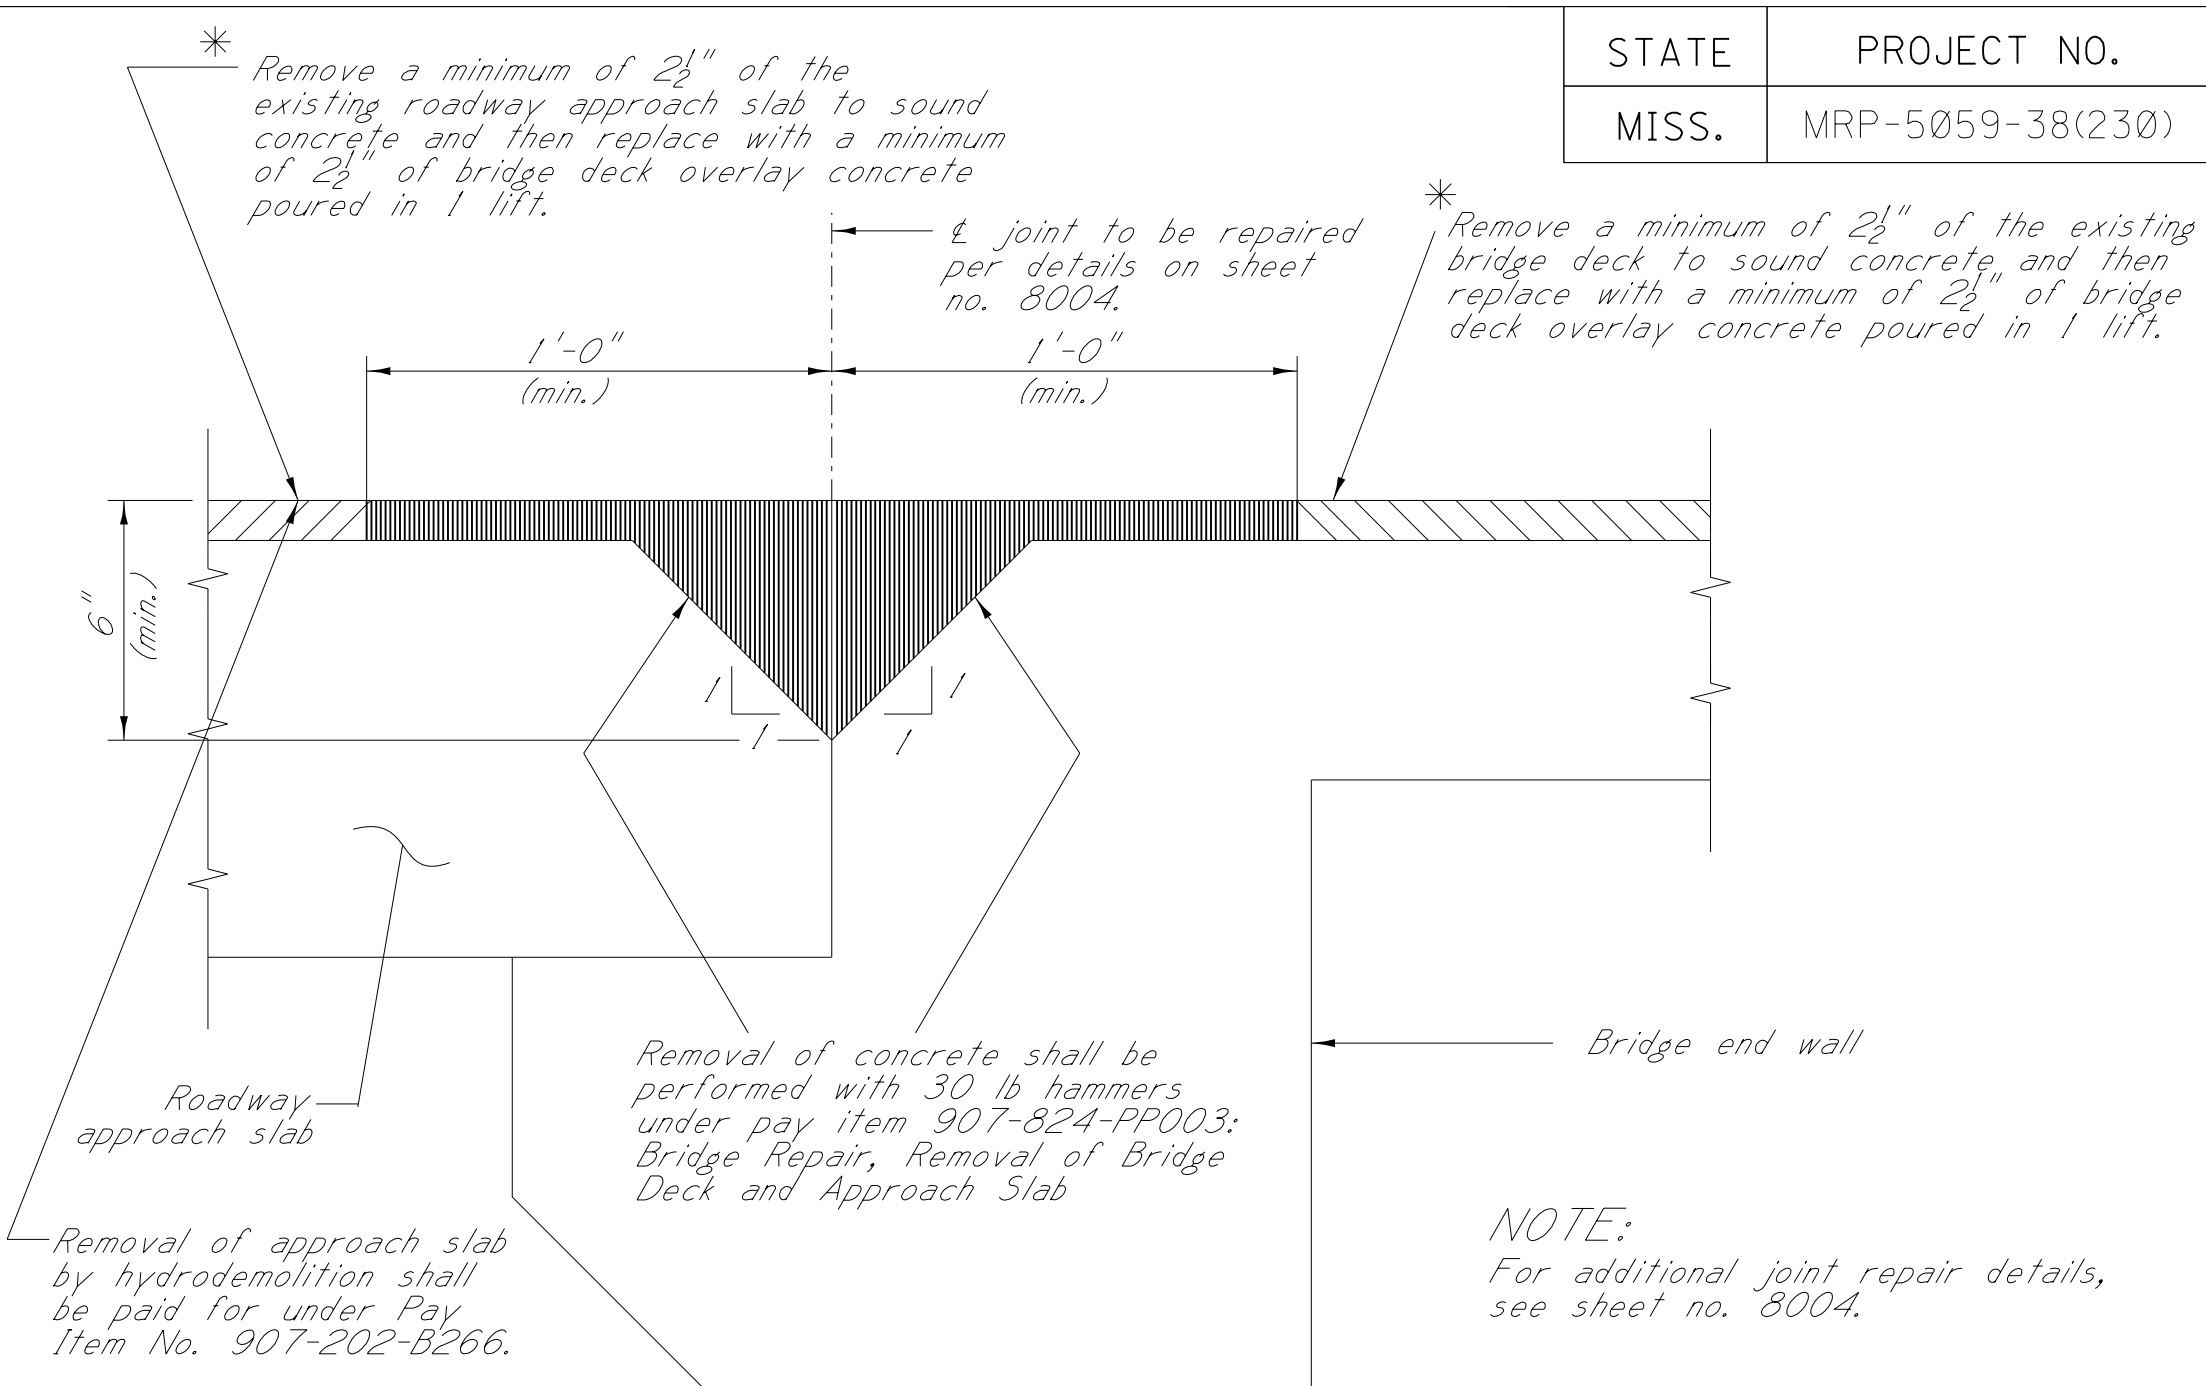 STATE PROJECT NO.
MISS. MRP-5059-38(230)
*
Remove a minimum of 2 1/2" of the
existing roadway approach slab to sound
concrete and then replace with a minimum
of 2 1/2" of bridge deck overlay concrete
poured in 1 lift.
℄ joint to be repaired
per details on sheet
no. 8004.
*
Remove a minimum of 2 1/2" of the existing
bridge deck to sound concrete and then
replace with a minimum of 2 1/2" of bridge
deck overlay concrete poured in 1 lift.
1'-0"
(min.)
1'-0"
(min.)
6"
(min.)
1
1
1
1
Roadway
approach slab
Removal of concrete shall be
performed with 30 lb hammers
under pay item 907-824-PP003:
Bridge Repair, Removal of Bridge
Deck and Approach Slab
Bridge end wall
Removal of approach slab
by hydrodemolition shall
be paid for under Pay
Item No. 907-202-B266.
NOTE:
For additional joint repair details,
see sheet no. 8004.